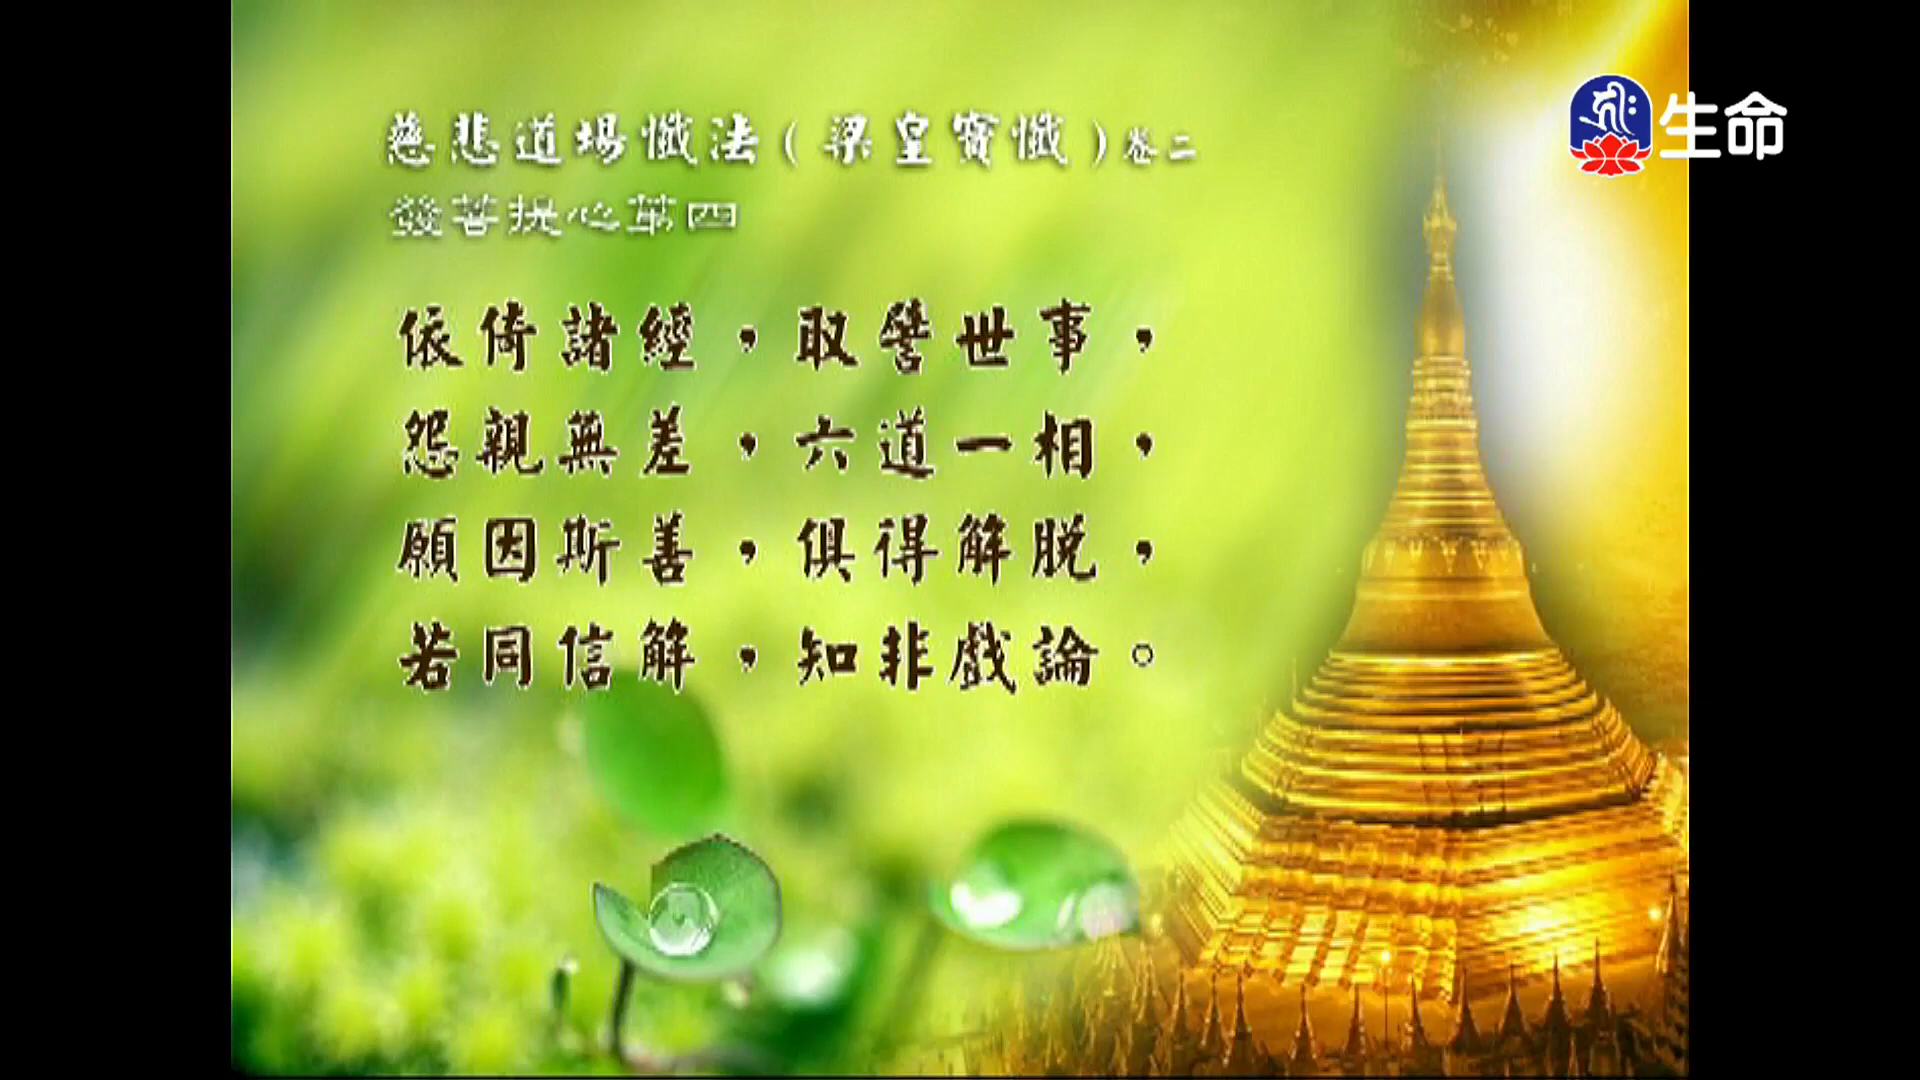 慈悲道場懺法(梁皇寶懺)卷二
生命
發菩提心第四
依倚諸經，取譬世事，
怨親無差，六道一相，
願因斯善，俱得解脫，
若同信解，知非戲論。